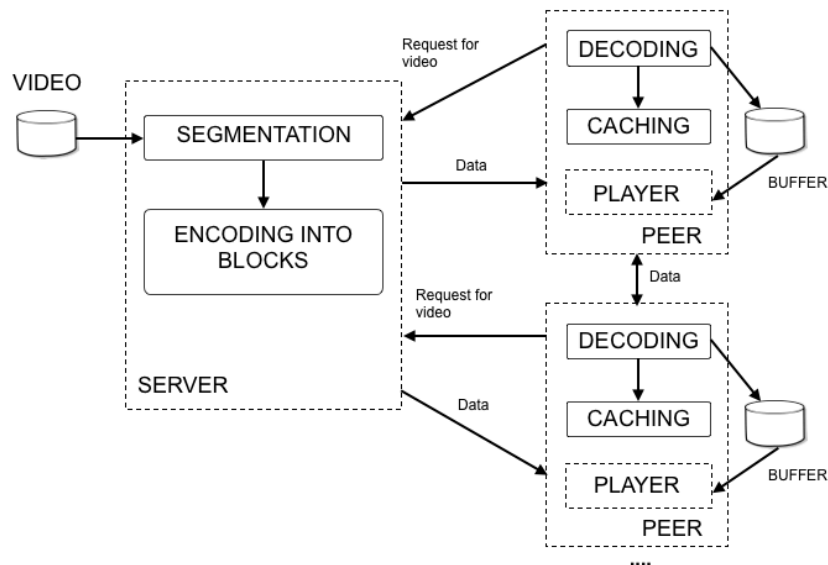 VIDEO
SEGMENTATION
ENCODING INTO
BLOCKS
SERVER
Request for
video
Data
DECODING
CACHING
PLAYER
BUFFER
PEER
Data
Request for
video
Data
DECODING
CACHING
PLAYER
BUFFER
PEER
....